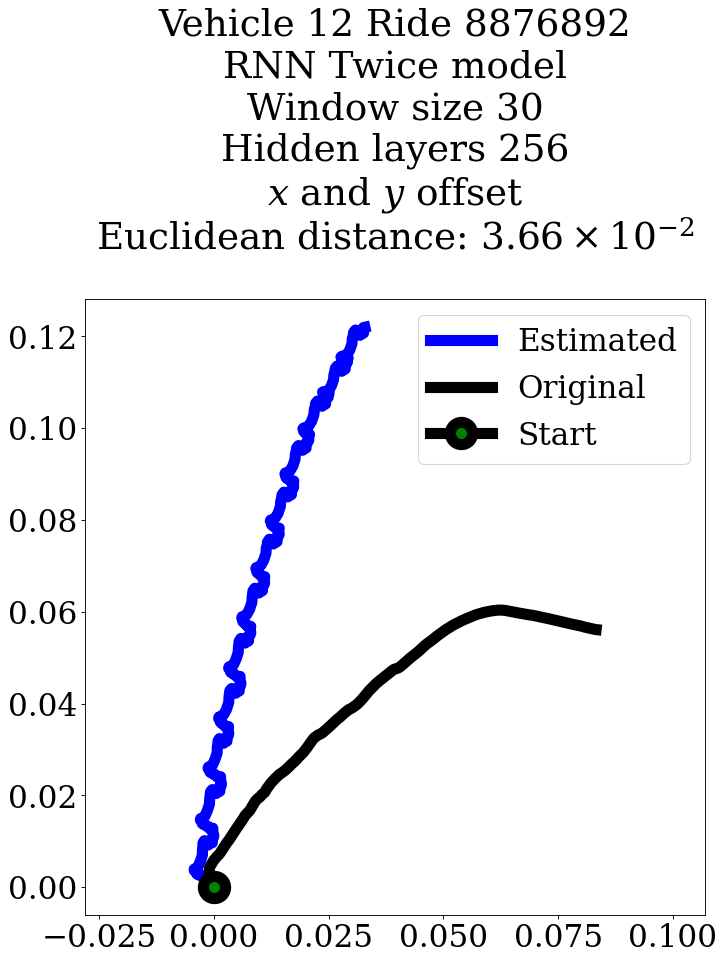 Vehicle 12 Ride 8876892
RNN Twice model
Window size 30
Hidden layers 256
x and y offset
Euclidean distance: 3.66 × 10⁻²
Estimated
Original
Start
0.12
0.10
0.08
0.06
0.04
0.02
0.00
−0.025 0.000 0.025 0.050 0.075 0.100